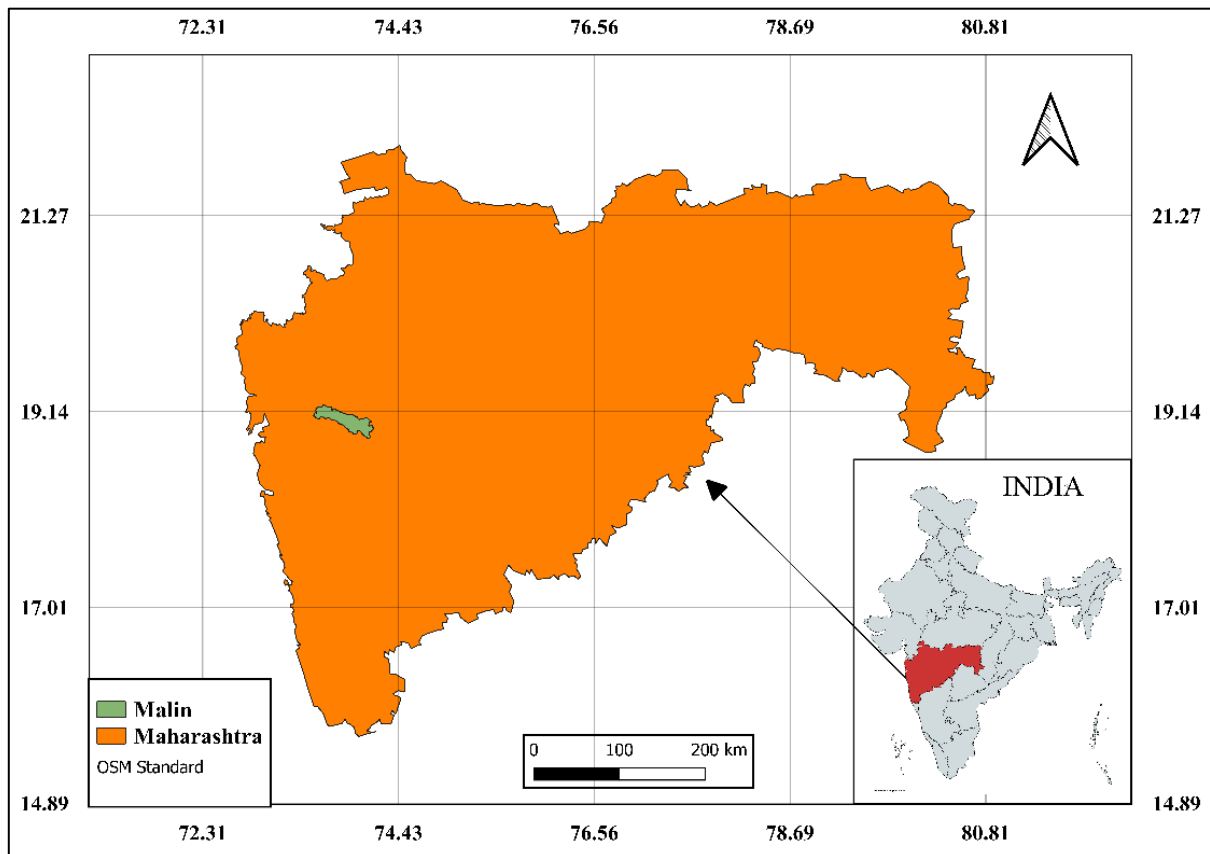 72.31 74.43 76.56 78.69 80.81
21.27 21.27
19.14 19.14
INDIA
17.01 17.01
Malin
Maharashtra
OSM Standard
0 100 200 km
14.89 14.89
72.31 74.43 76.56 78.69 80.81